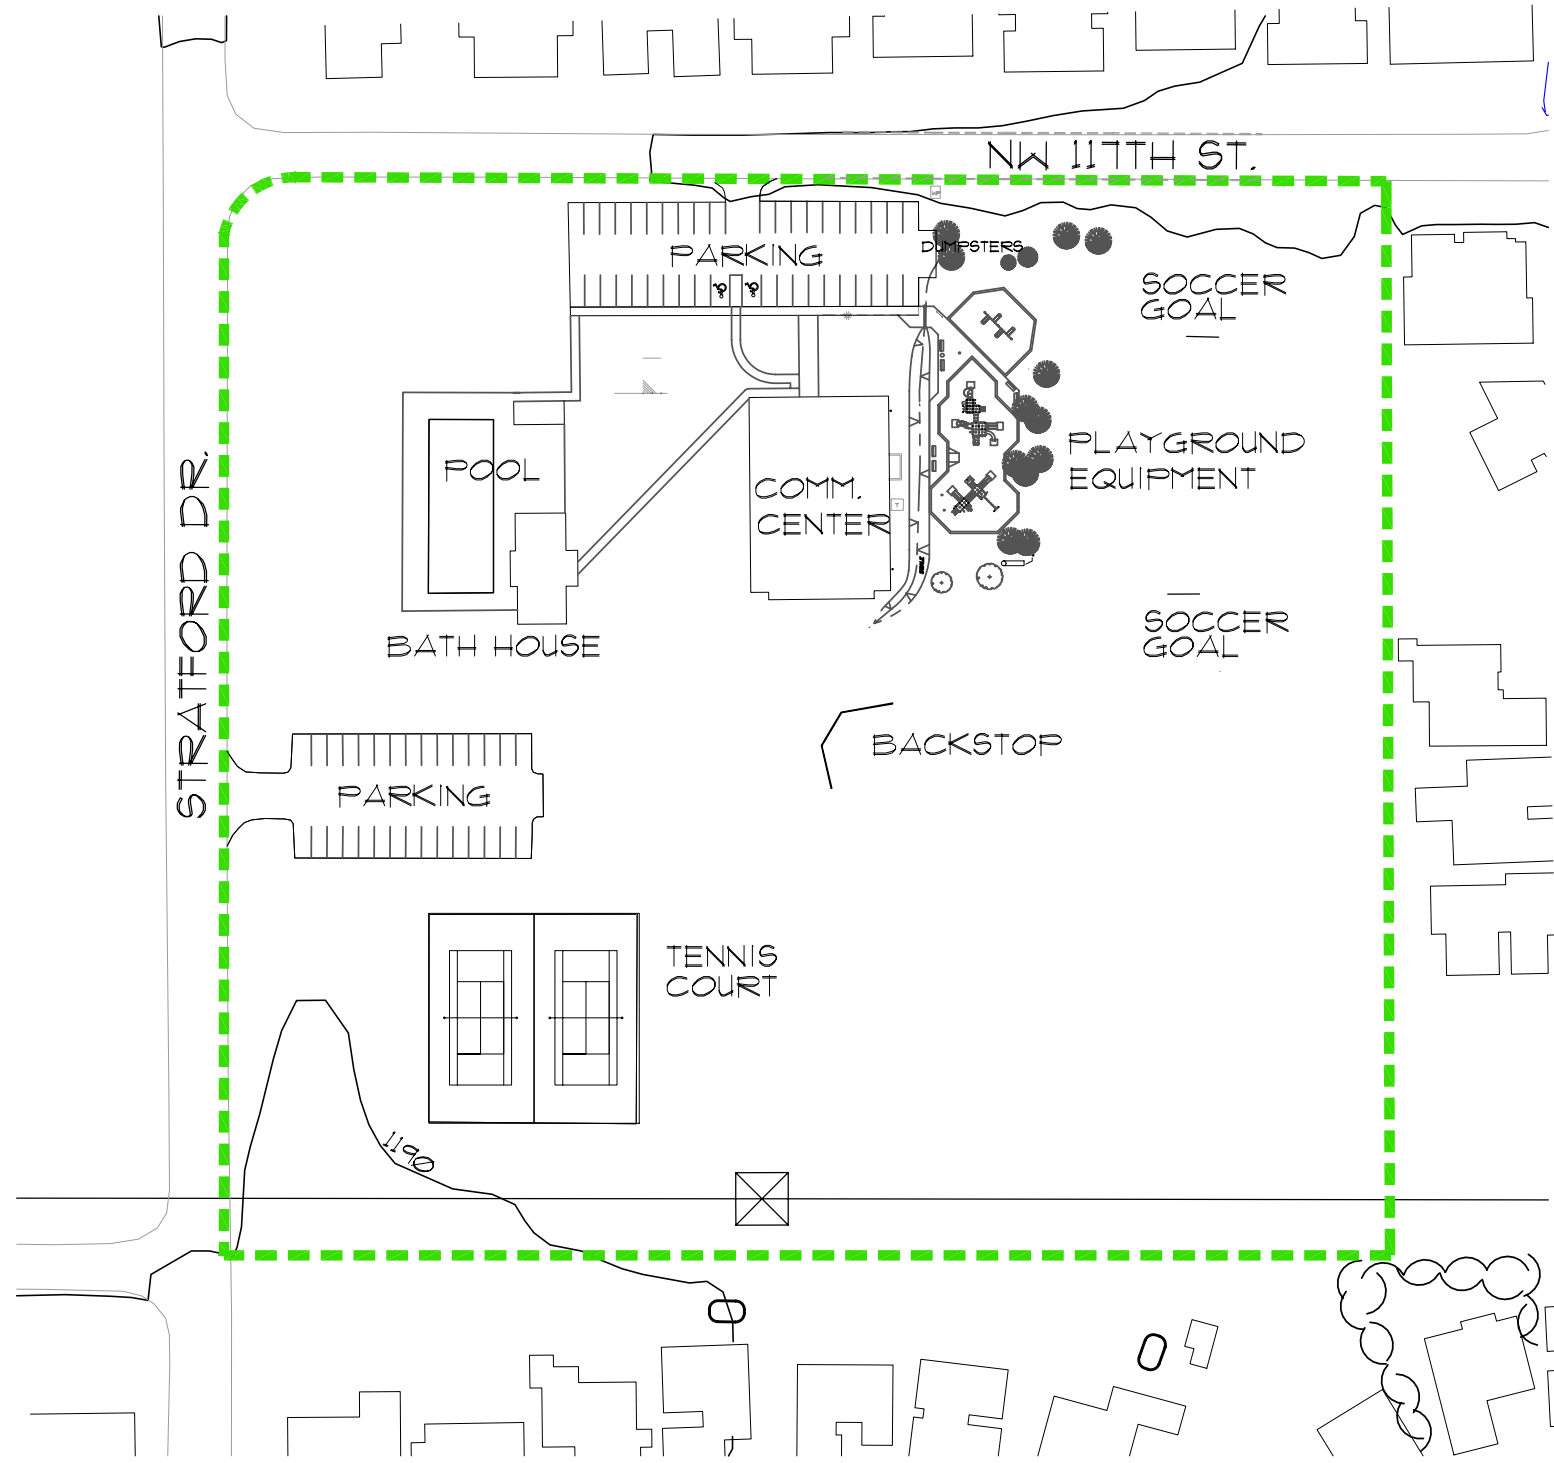 NW 117TH ST.
DUMPSTERS
PARKING
SOCCER
GOAL
PLAYGROUND
EQUIPMENT
POOL
COMM.
CENTER
STRATFORD DR.
SOCCER
GOAL
BATH HOUSE
BACKSTOP
PARKING
TENNIS
COURT
1190